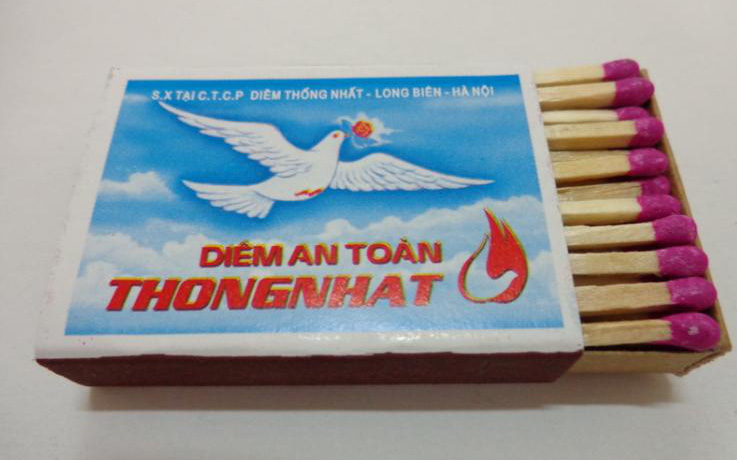 S.X TẠI C.T.C.P DIÊM THỐNG NHẤT - LONG BIÊN - HÀ NỘI
DIÊM AN TOÀN
THONGNHAT